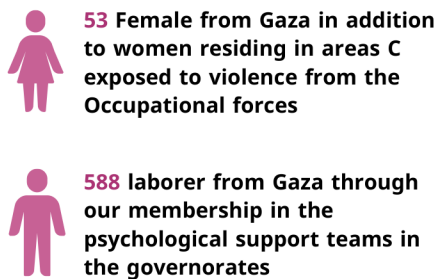 53 Female from Gaza in addition
to women residing in areas C
exposed to violence from the
Occupational forces
588 laborer from Gaza through
our membership in the
psychological support teams in
the governorates